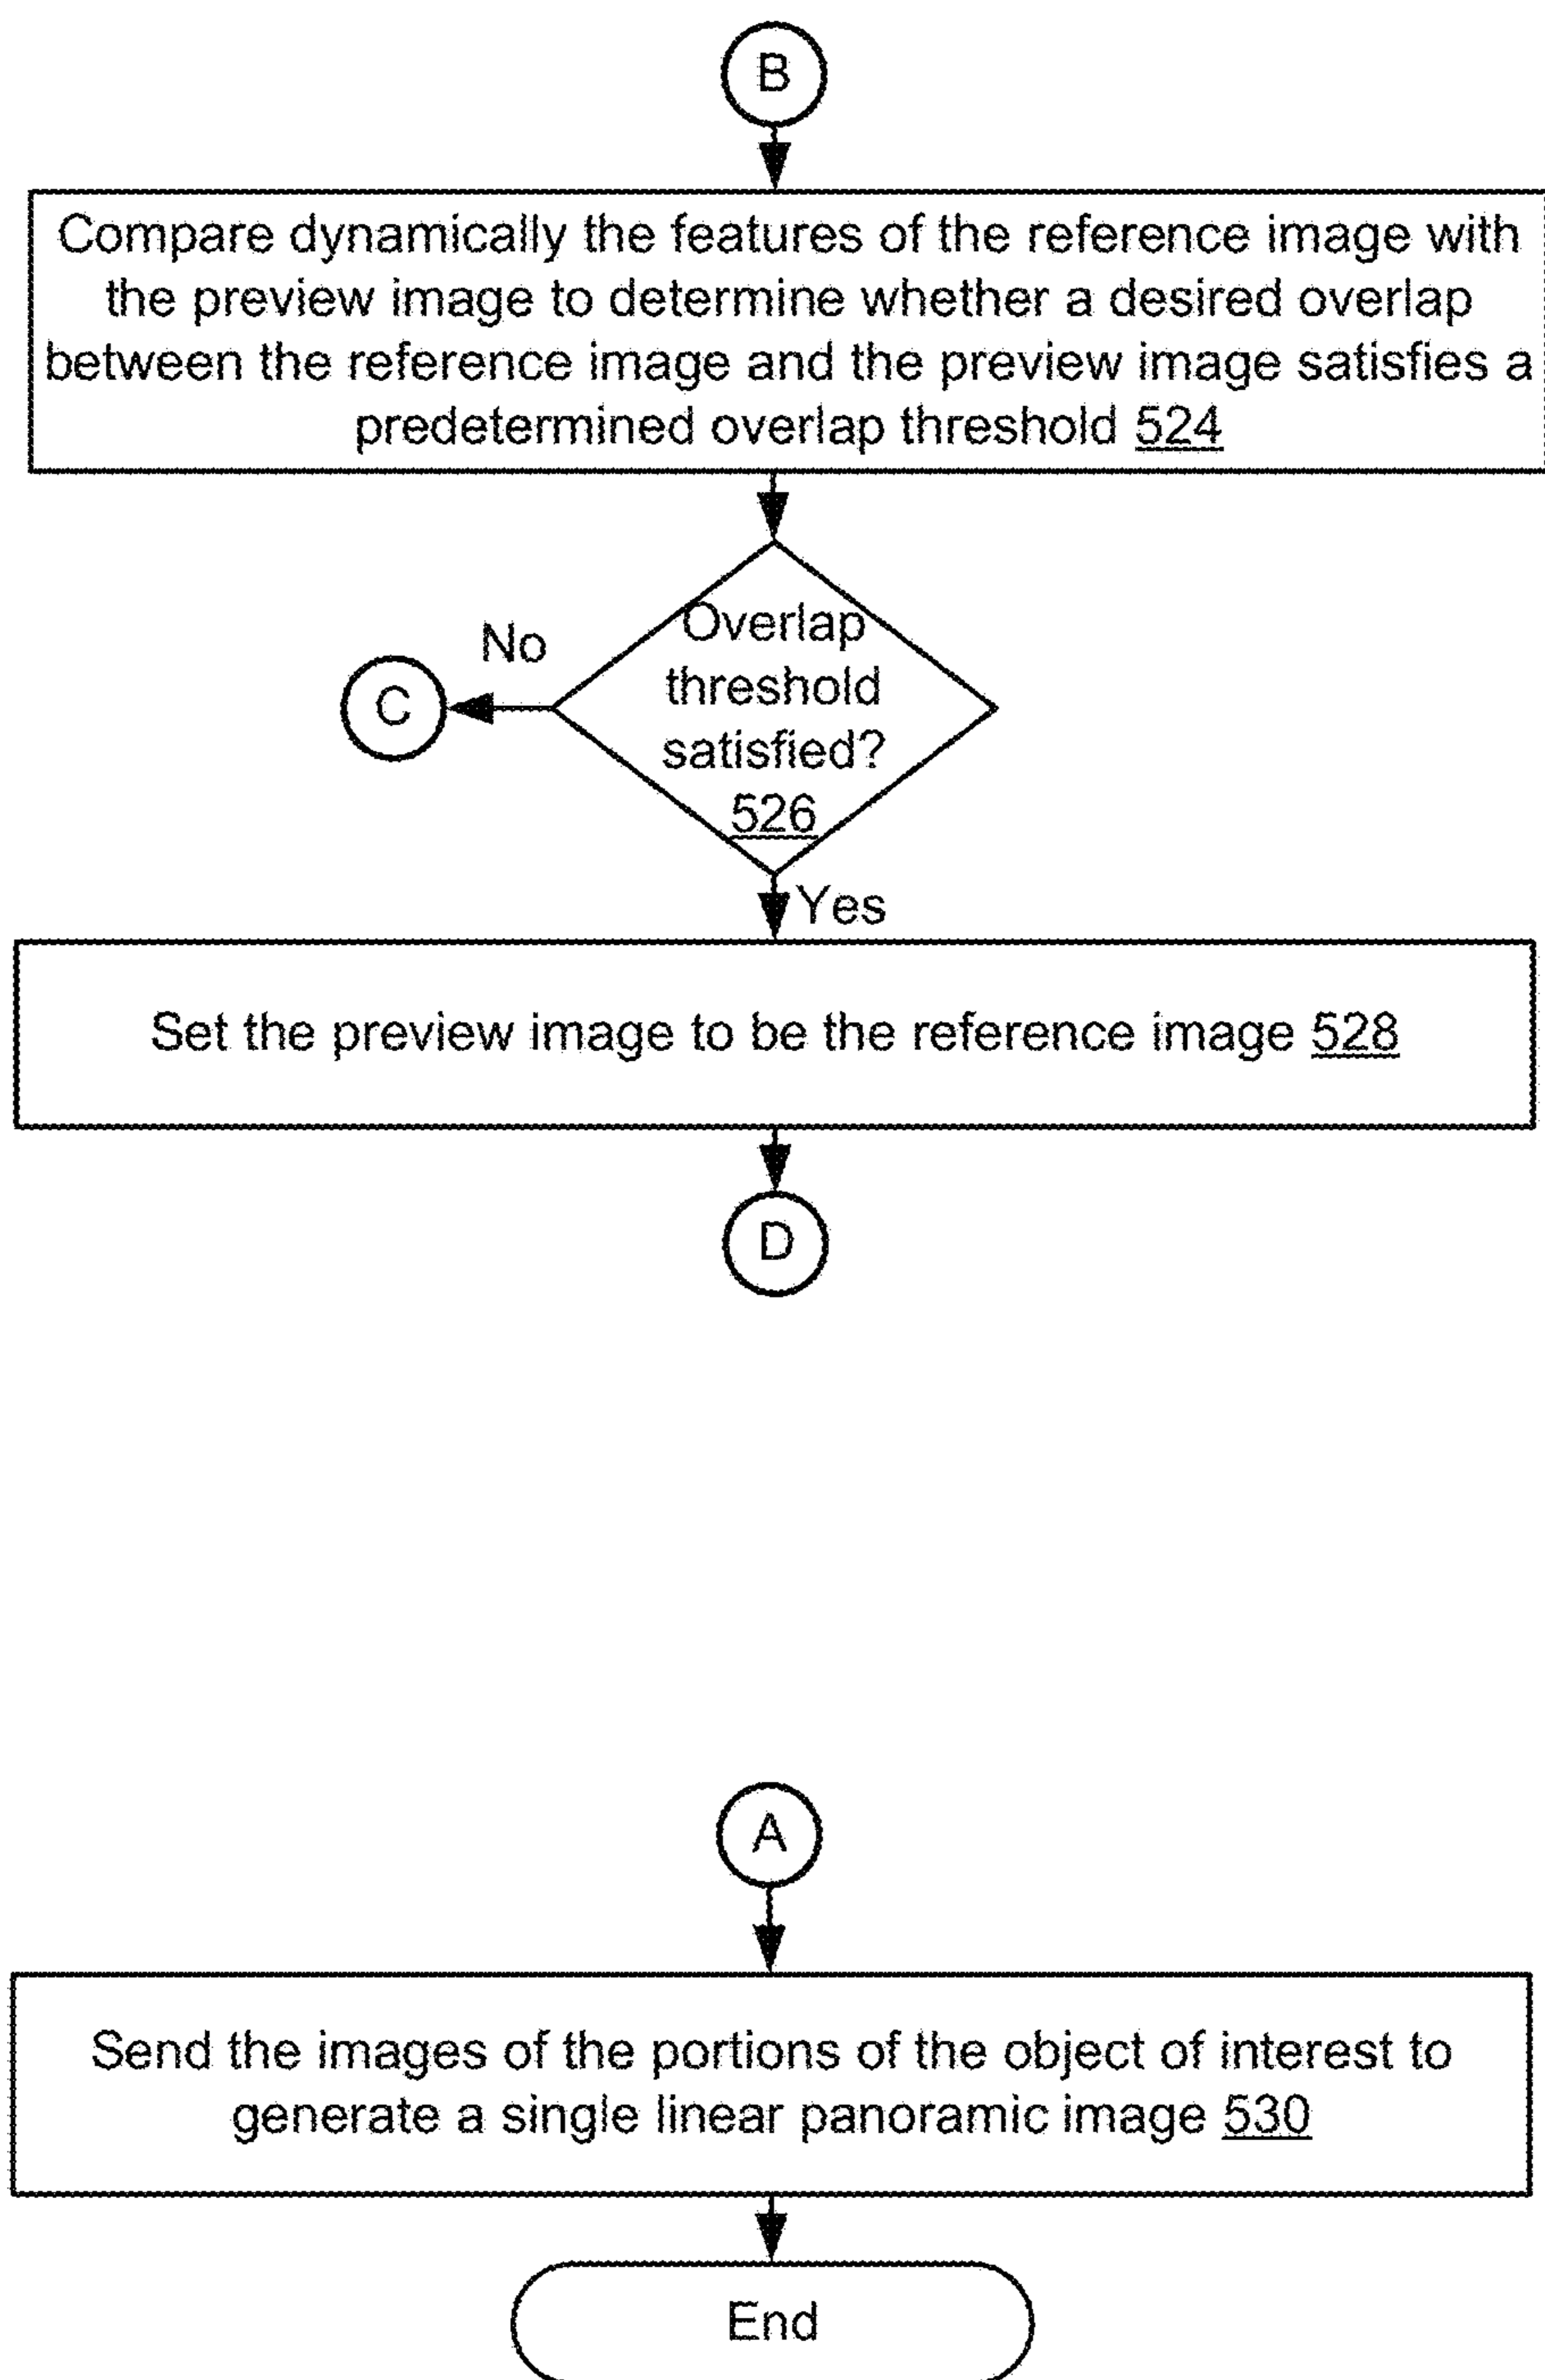 B
Compare dynamically the features of the reference image with
the preview image to determine whether a desired overlap
between the reference image and the preview image satisfies a
predetermined overlap threshold 524
Overlap
threshold
satisfied?
526
No
C
Yes
Set the preview image to be the reference image 528
D
A
Send the images of the portions of the object of interest to
generate a single linear panoramic image 530
End